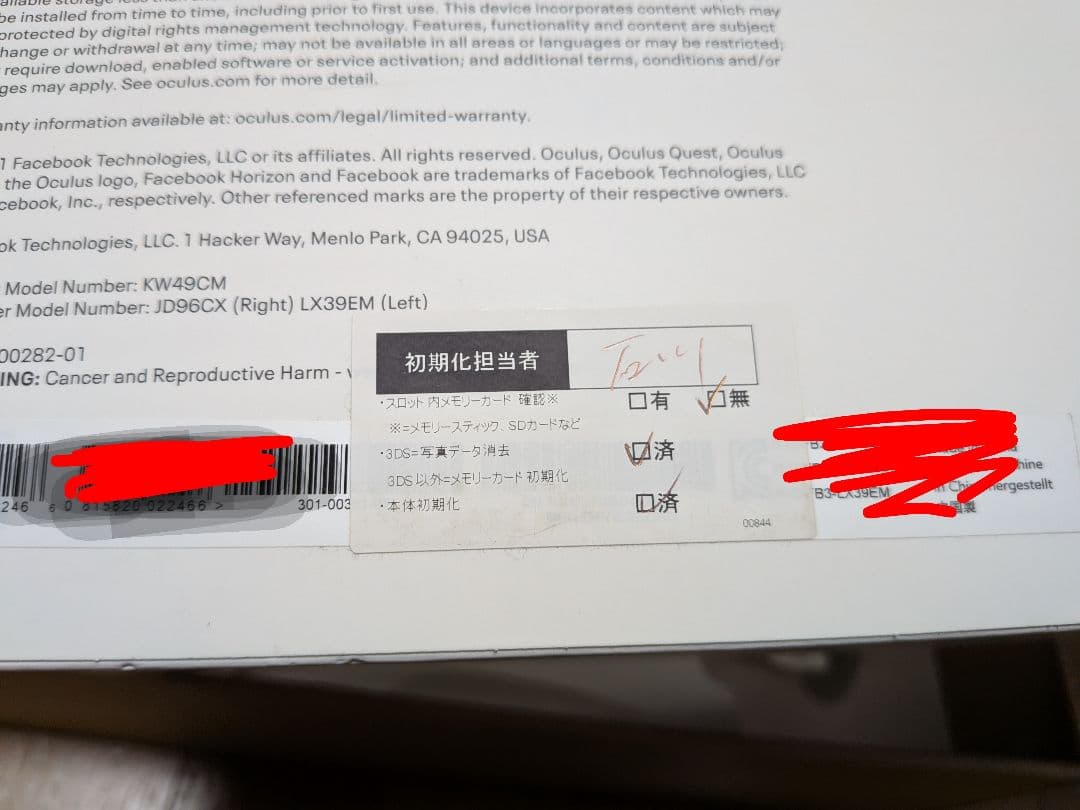 be installed from time to time, including prior to first use. This device incorporates content which may
protected by digital rights management technology. Features, functionality and content are subject
hange or withdrawal at any time; may not be available in all areas or languages or may be restricted;
require download, enabled software or service activation; and additional terms, conditions and/or
ges may apply. See oculus.com for more detail.
anty information available at: oculus.com/legal/limited-warranty.
1 Facebook Technologies, LLC or its affiliates. All rights reserved. Oculus, Oculus Quest, Oculus
the Oculus logo, Facebook Horizon and Facebook are trademarks of Facebook Technologies, LLC
cebook, Inc., respectively. Other referenced marks are the property of their respective owners.
ok Technologies, LLC. 1 Hacker Way, Menlo Park, CA 94025, USA
Model Number: KW49CM
er Model Number: JD96CX (Right) LX39EM (Left)
00282-01
ING: Cancer and Reproductive Harm -
初期化担当者 石川
・スロット内メモリーカード 確認※ □有 □無
※=メモリースティック、SDカードなど
・3DS=写真データ消去 □済
3DS以外=メモリーカード初期化
・本体初期化 □済
00844
246 6 0 815820 022466 >
301-003
hine
B3-LX39EM
hergestellt
国製